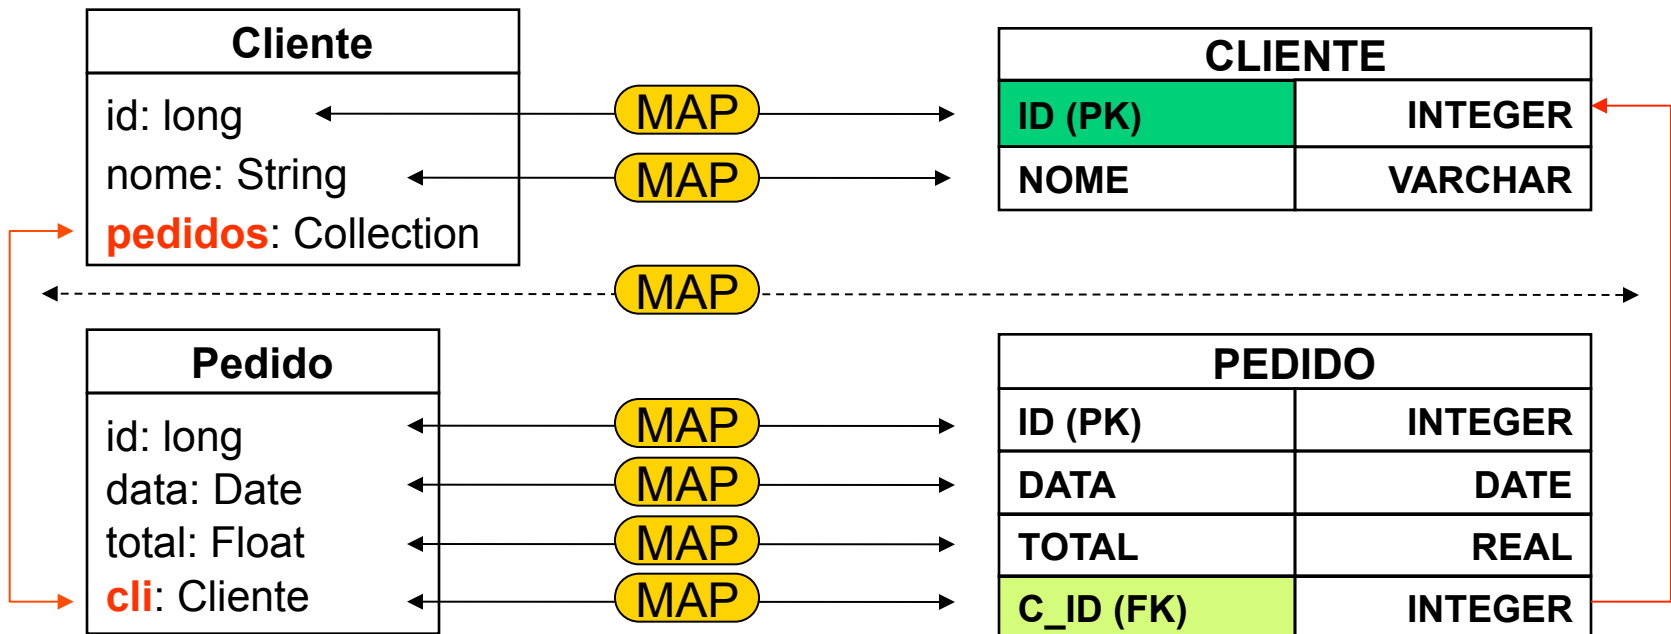 Cliente
id: long
nome: String
pedidos: Collection
MAP
MAP
CLIENTE
ID (PK) INTEGER
NOME VARCHAR
MAP
Pedido
id: long
data: Date
total: Float
cli: Cliente
MAP
MAP
MAP
MAP
PEDIDO
ID (PK) INTEGER
DATA DATE
TOTAL REAL
C_ID (FK) INTEGER